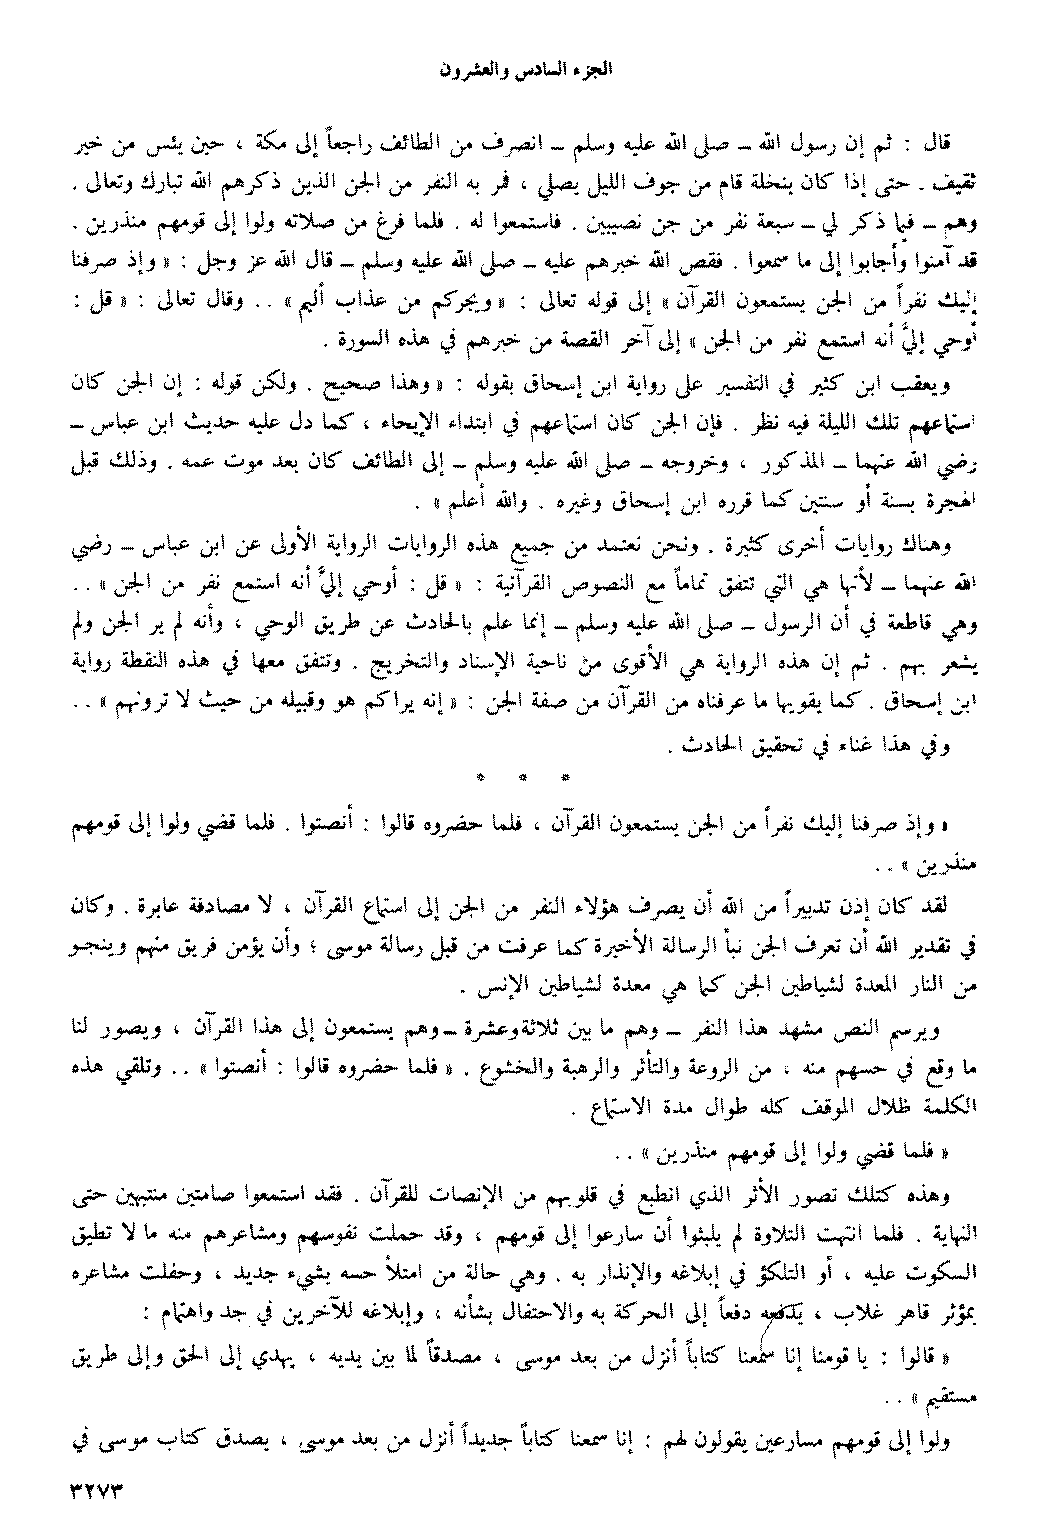 الجزء السادس والعشرون
قال : ثم إن رسول الله – صلى الله عليه وسلم – انصرف من الطائف راجعاً إلى مكة ، حين يئس من خير
ثقيف . حتى إذا كان بنخلة قام من جوف الليل يصلي ، فمر به النفر من الجن الذين ذكرهم الله تبارك وتعالى .
وهم – فيما ذكر لي – سبعة نفر من جن نصيبين . فاستمعوا له . فلما فرغ من صلاته ولوا إلى قومهم منذرين .
قد آمنوا وأجابوا إلى ما سمعوا . فقص الله خبرهم عليه – صلى الله عليه وسلم – قال الله عز وجل : « وإذ صرفنا
إليك نفراً من الجن يستمعون القرآن » إلى قوله تعالى : « ويجركم من عذاب أليم » .. وقال تعالى : « قل :
أوحي إليَّ أنه استمع نفر من الجن » إلى آخر القصة من خبرهم في هذه السورة .
ويعقب ابن كثير في التفسير على رواية ابن إسحاق بقوله : « وهذا صحيح . ولكن قوله : إن الجن كان
استماعهم تلك الليلة فيه نظر . فإن الجن كان استماعهم في ابتداء الإيحاء ، كما دل عليه حديث ابن عباس –
رضي الله عنهما – المذكور ، وخروجه – صلى الله عليه وسلم – إلى الطائف كان بعد موت عمه . وذلك قبل
الهجرة بسنة أو سنتين كما قرره ابن إسحاق وغيره . والله أعلم » .
وهناك روايات أخرى كثيرة . ونحن نعتمد من جميع هذه الروايات الرواية الأولى عن ابن عباس – رضي
الله عنهما – لأنها هي التي تتفق تماماً مع النصوص القرآنية : « قل : أوحي إليَّ أنه استمع نفر من الجن » ..
وهي قاطعة في أن الرسول – صلى الله عليه وسلم – إنما علم بالحادث عن طريق الوحي ، وأنه لم ير الجن ولم
يشعر بهم . ثم إن هذه الرواية هي الأقوى من ناحية الإسناد والتخريج . وتتفق معها في هذه النقطة رواية
ابن إسحاق . كما يقويها ما عرفناه من القرآن من صفة الجن : « إنه يراكم هو وقبيله من حيث لا ترونهم » ..
وفي هذا غناء في تحقيق الحادث .
* * *
« وإذ صرفنا إليك نفراً من الجن يستمعون القرآن ، فلما حضروه قالوا : أنصتوا . فلما قضي ولوا إلى قومهم
منذرين » ..
لقد كان إذن تدبيراً من الله أن يصرف هؤلاء النفر من الجن إلى استماع القرآن ، لا مصادفة عابرة . وكان
في تقدير الله أن تعرف الجن نبأ الرسالة الأخيرة كما عرفت من قبل رسالة موسى ؛ وأن يؤمن فريق منهم وينجو
من النار المعدة لشياطين الجن كما هي معدة لشياطين الإنس .
ويرسم النص مشهد هذا النفر – وهم ما بين ثلاثة وعشرة – وهم يستمعون إلى هذا القرآن ، ويصور لنا
ما وقع في حسهم منه ، من الروعة والتأثر والرهبة والخشوع . « فلما حضروه قالوا : أنصتوا » .. وتلقي هذه
الكلمة ظلال الموقف كله طوال مدة الاستماع .
« فلما قضي ولوا إلى قومهم منذرين » ..
وهذه كتلك تصور الأثر الذي انطبع في قلوبهم من الإنصات للقرآن . فقد استمعوا صامتين منتبهين حتى
النهاية . فلما انتهت التلاوة لم يلبثوا أن سارعوا إلى قومهم ، وقد حملت نفوسهم ومشاعرهم منه ما لا تطيق
السكوت عليه ، أو التلكؤ في إبلاغه والإنذار به . وهي حالة من امتلأ حسه بشيء جديد ، وحفلت مشاعره
بمؤثر قاهر غلاب ، يدفعه دفعاً إلى الحركة به والاحتفال بشأنه ، وإبلاغه للآخرين في جد واهتمام :
« قالوا : يا قومنا إنا سمعنا كتاباً أنزل من بعد موسى ، مصدقاً لما بين يديه ، يهدي إلى الحق وإلى طريق
مستقيم » ..
ولوا إلى قومهم مسارعين يقولون لهم : إنا سمعنا كتاباً جديداً أنزل من بعد موسى ، يصدق كتاب موسى في
٣٢٧٣